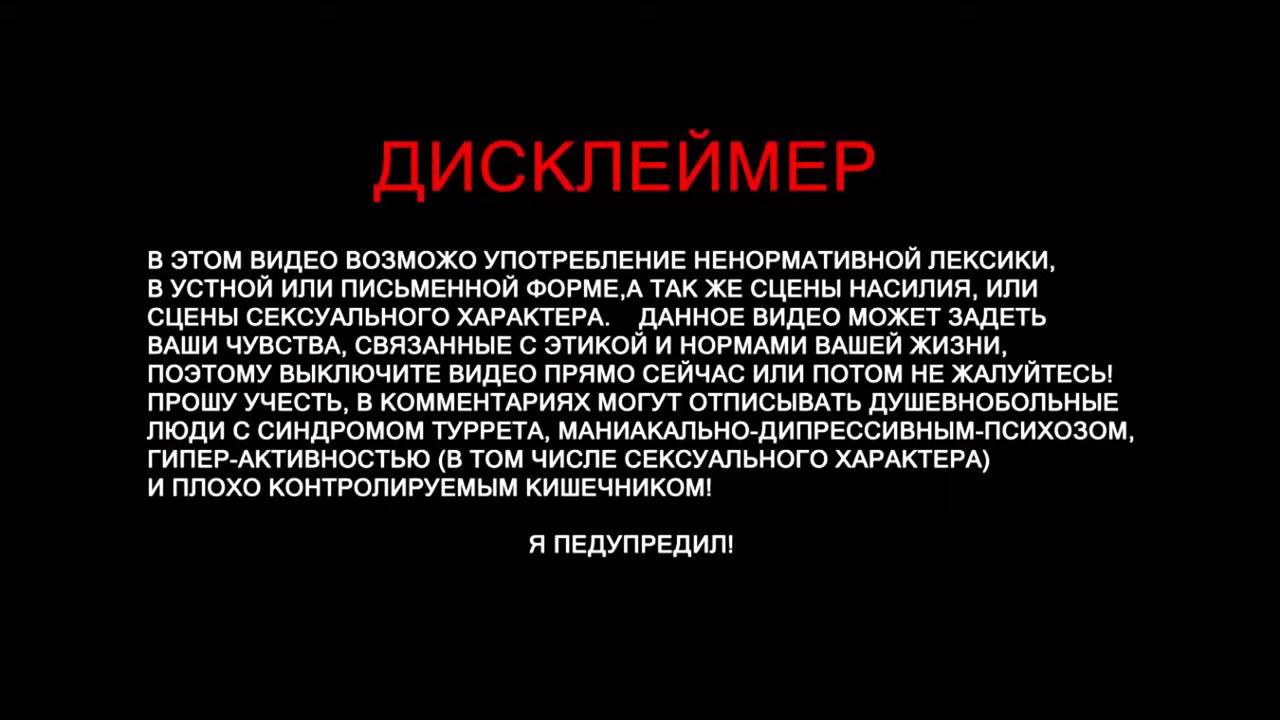 ДИСКЛЕЙМЕР
В ЭТОМ ВИДЕО ВОЗМОЖО УПОТРЕБЛЕНИЕ НЕНОРМАТИВНОЙ ЛЕКСИКИ,
В УСТНОЙ ИЛИ ПИСЬМЕННОЙ ФОРМЕ,А ТАК ЖЕ СЦЕНЫ НАСИЛИЯ, ИЛИ
СЦЕНЫ СЕКСУАЛЬНОГО ХАРАКТЕРА. ДАННОЕ ВИДЕО МОЖЕТ ЗАДЕТЬ
ВАШИ ЧУВСТВА, СВЯЗАННЫЕ С ЭТИКОЙ И НОРМАМИ ВАШЕЙ ЖИЗНИ,
ПОЭТОМУ ВЫКЛЮЧИТЕ ВИДЕО ПРЯМО СЕЙЧАС ИЛИ ПОТОМ НЕ ЖАЛУЙТЕСЬ!
ПРОШУ УЧЕСТЬ, В КОММЕНТАРИЯХ МОГУТ ОТПИСЫВАТЬ ДУШЕВНОБОЛЬНЫЕ
ЛЮДИ С СИНДРОМОМ ТУРРЕТА, МАНИАКАЛЬНО-ДИПРЕССИВНЫМ-ПСИХОЗОМ,
ГИПЕР-АКТИВНОСТЬЮ (В ТОМ ЧИСЛЕ СЕКСУАЛЬНОГО ХАРАКТЕРА)
И ПЛОХО КОНТРОЛИРУЕМЫМ КИШЕЧНИКОМ!
Я ПЕДУПРЕДИЛ!